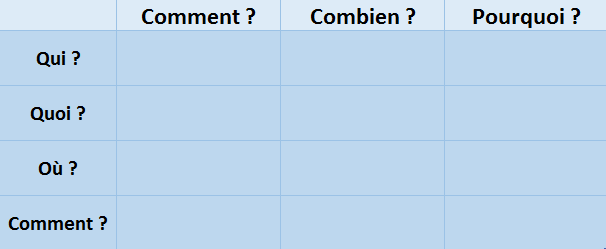 Comment ? Combien ? Pourquoi ?
Qui ?
Quoi ?
Où ?
Comment ?